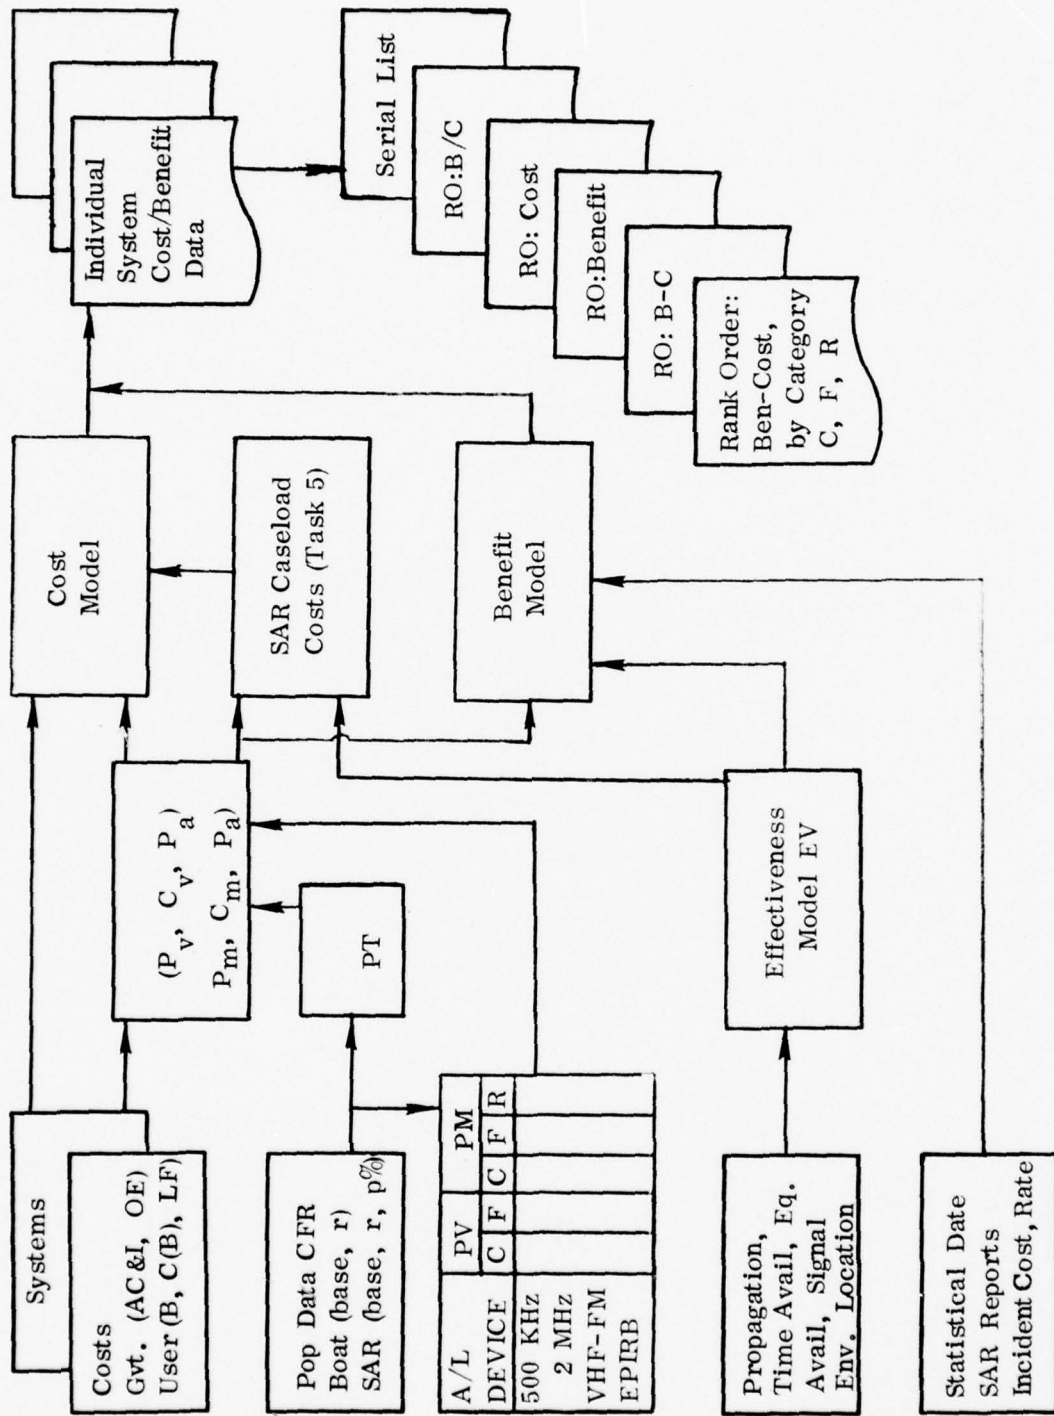 Systems
Costs
Gvt. (AC&I, OE)
User(B, C(B), LF)
Pop Data CFR
Boat (base, r)
SAR (base, r, p%)
A/L PV PM
DEVICE C F C F R
500 KHz
2 MHz
VHF-FM
EPIRB
Propagation,
Time Avail, Eq.
Avail, Signal
Env. Location
Statistical Date
SAR Reports
Incident Cost, Rate
(Pv, Cv, Pa)
Pm, Cm, Pa)
PT
Effectiveness
Model EV
Cost
Model
SAR Caseload
Costs (Task 5)
Benefit
Model
Individual
System
Cost/Benefit
Data
Serial List
RO:B/C
RO: Cost
RO:Benefit
RO: B-C
Rank Order:
Ben-Cost,
by Category
C, F, R